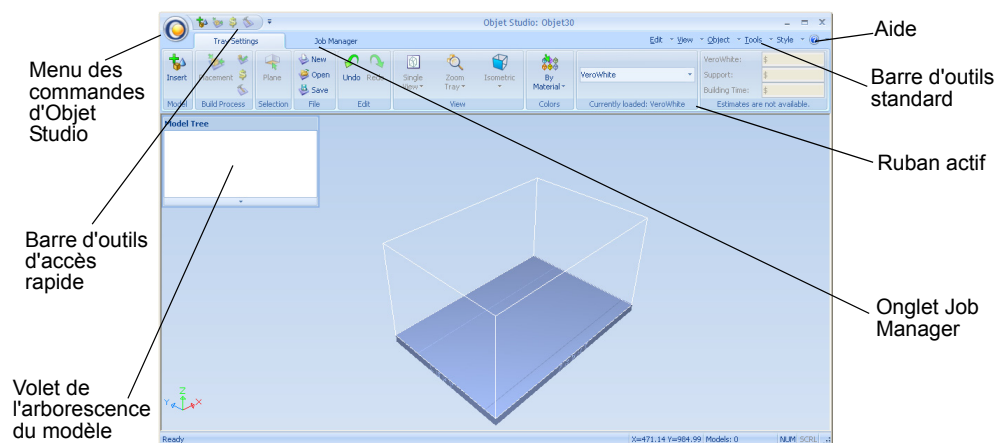 Objet Studio: Objet30
Tray Settings
Job Manager
Edit View Object Tools Style
Insert
Placement
Plane
New
Open
Save
Undo Redo
Single View
Zoom Tray
Isometric
By Material
VeroWhite
VeroWhite: $
Support: $
Building Time: $
Model
Build Process
Selection
File
Edit
View
Colors
Currently loaded: VeroWhite
Estimates are not available.
Model Tree
Z
Y
X
Ready
X=471.14 Y=984.99 Models: 0
NUM SCRL
Menu des
commandes
d'Objet
Studio
Barre d'outils
d'accès
rapide
Volet de
l'arborescence
du modèle
Aide
Barre d'outils
standard
Ruban actif
Onglet Job
Manager